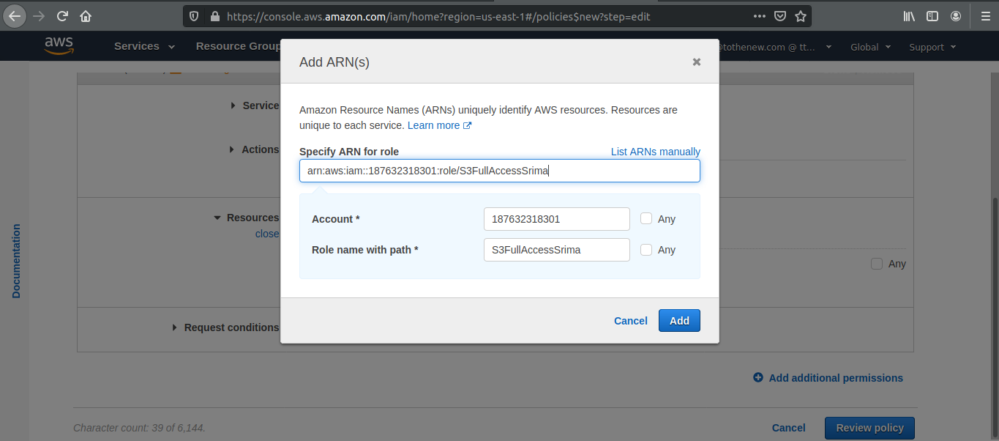 https://console.aws.amazon.com/iam/home?region=us-east-1#/policies$new?step=edit
aws
Services
Resource Group
@tothenew.com @ tt...
Global
Support
Add ARN(s)
Amazon Resource Names (ARNs) uniquely identify AWS resources. Resources are
unique to each service. Learn more
Specify ARN for role
List ARNs manually
arn:aws:iam::187632318301:role/S3FullAccessSrima
Account *
187632318301
Any
Role name with path *
S3FullAccessSrima
Any
Cancel
Add
Service
Actions
Resources
close
Any
Request conditions
Documentation
Add additional permissions
Character count: 39 of 6,144.
Cancel
Review policy